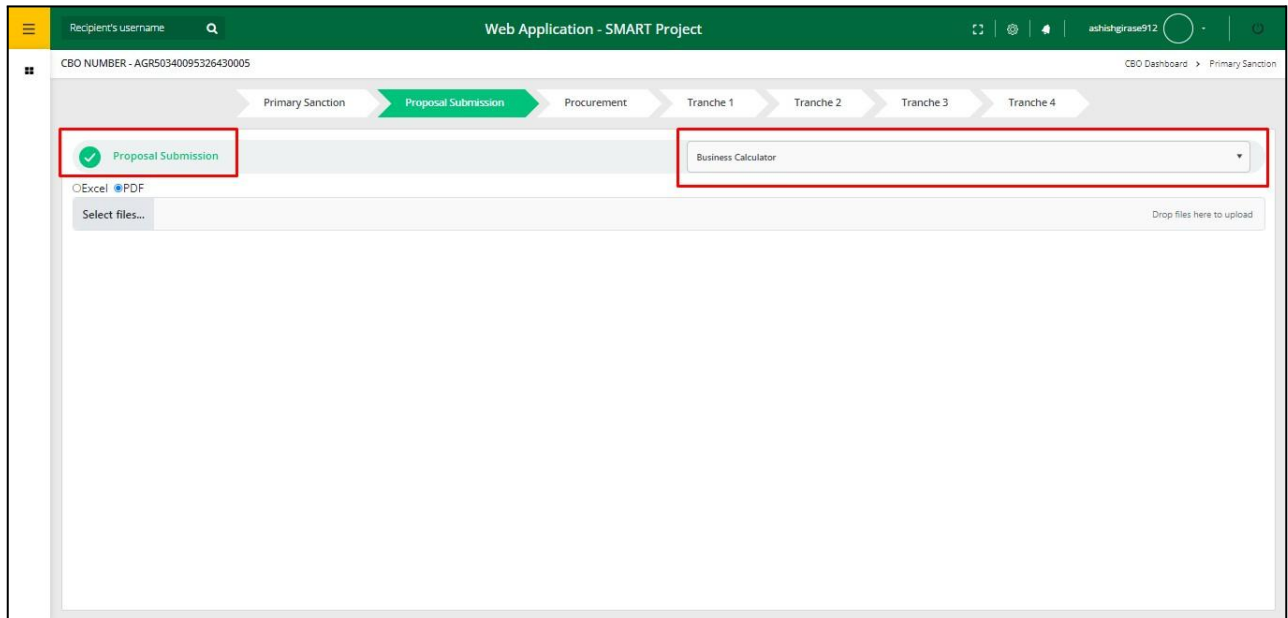 Recipient's username
Web Application - SMART Project
ashishgirase912
CBO NUMBER - AGR50340095326430005
CBO Dashboard > Primary Sanction
Primary Sanction
Proposal Submission
Procurement
Tranche 1
Tranche 2
Tranche 3
Tranche 4
Proposal Submission
Business Calculator
Excel PDF
Select files...
Drop files here to upload